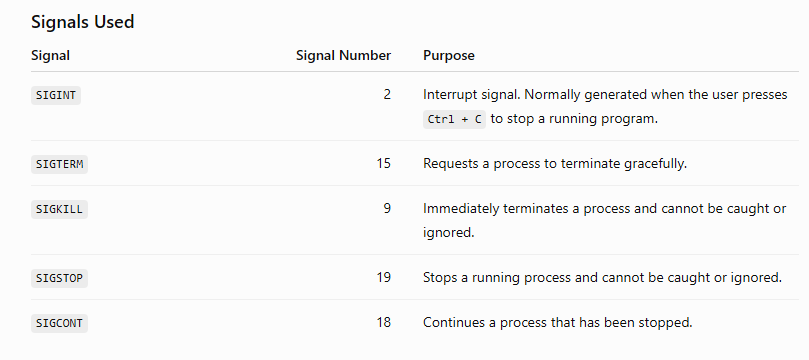 Signals Used
Signal Signal Number Purpose
SIGINT 2 Interrupt signal. Normally generated when the user presses
Ctrl + C to stop a running program.
SIGTERM 15 Requests a process to terminate gracefully.
SIGKILL 9 Immediately terminates a process and cannot be caught or
ignored.
SIGSTOP 19 Stops a running process and cannot be caught or ignored.
SIGCONT 18 Continues a process that has been stopped.